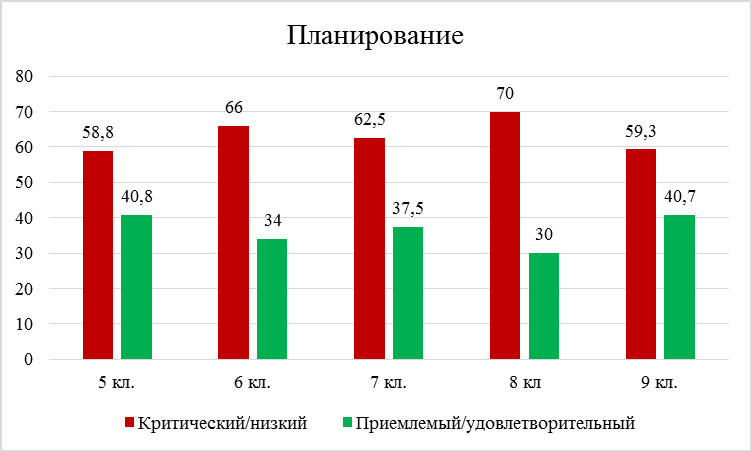 Планирование
80
70
60
50
40
30
20
10
0
58,8
40,8
66
34
62,5
37,5
70
30
59,3
40,7
5 кл.
6 кл.
7 кл.
8 кл
9 кл.
Критический/низкий
Приемлемый/удовлетворительный